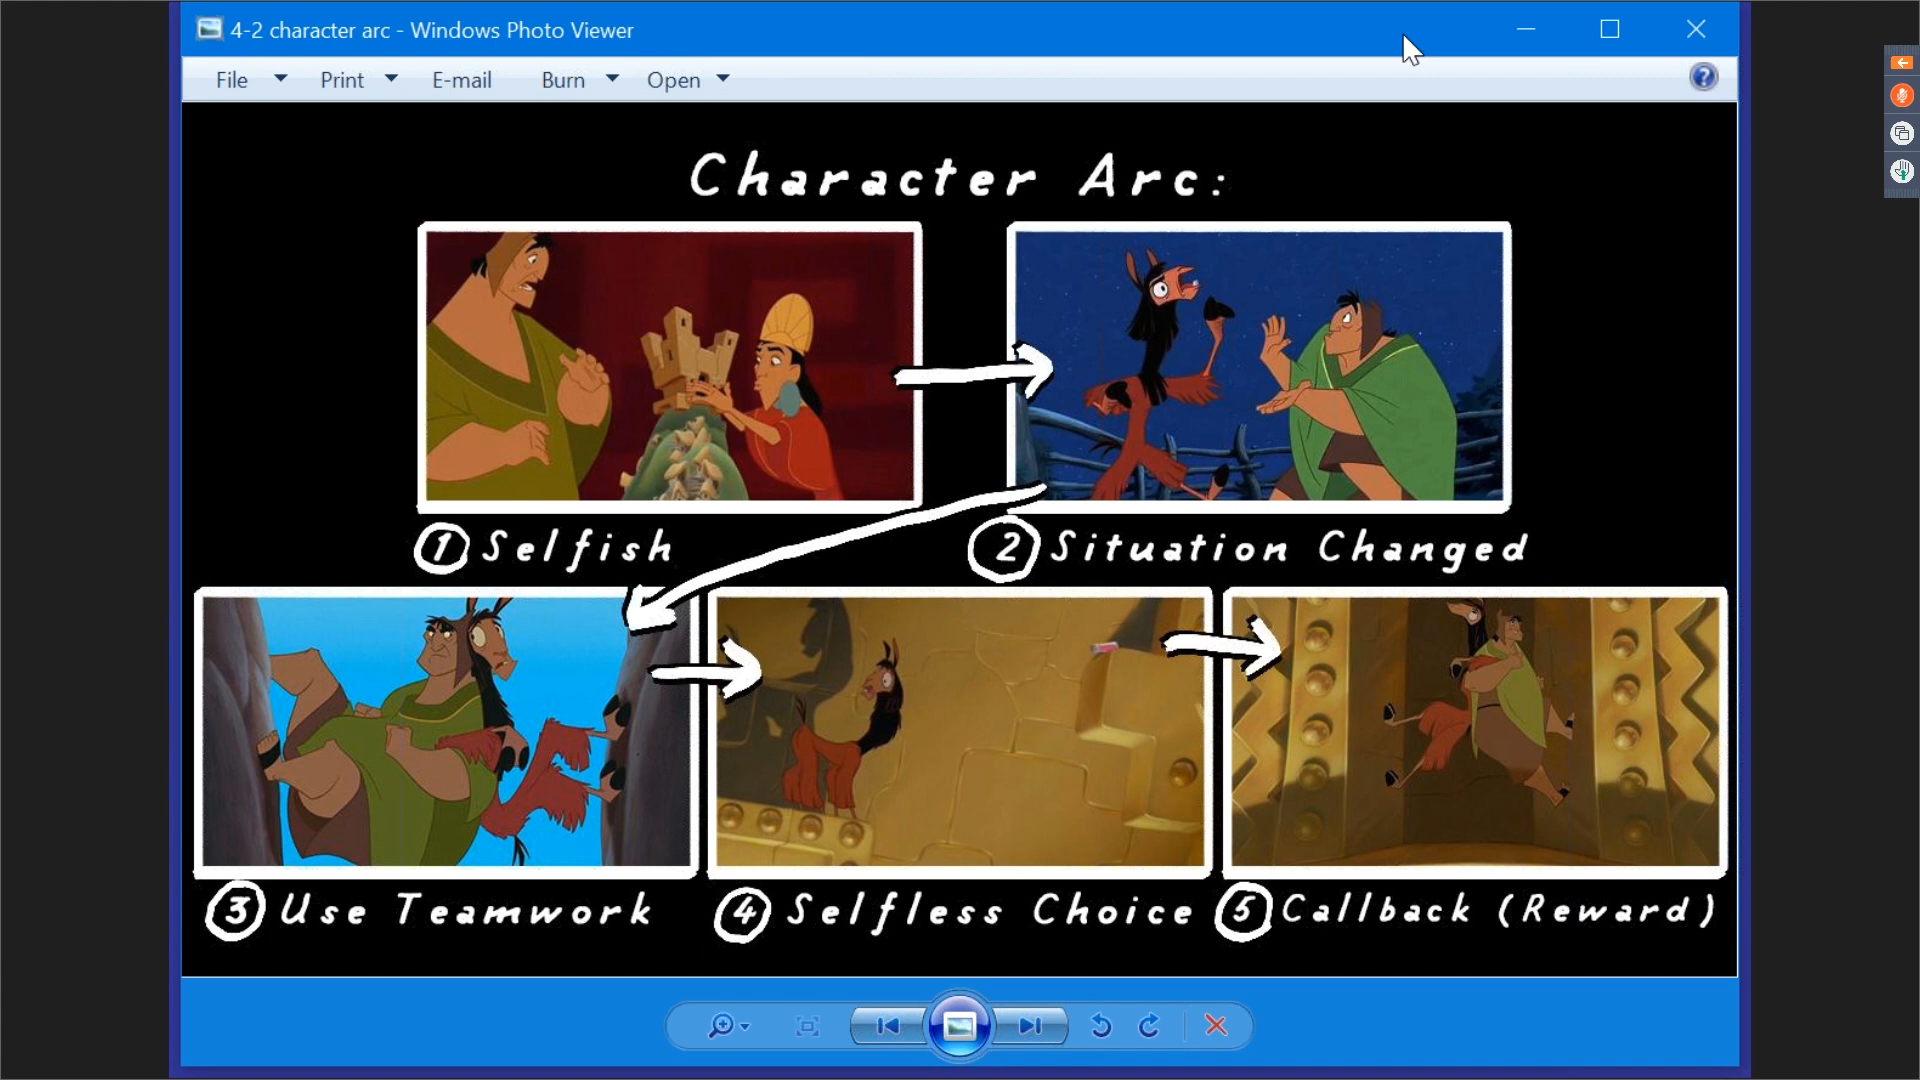 4-2 character arc - Windows Photo Viewer
File Print E-mail Burn Open
Character Arc:
1 Selfish
2 Situation Changed
3 Use Teamwork
4 Selfless Choice
5 Callback (Reward)